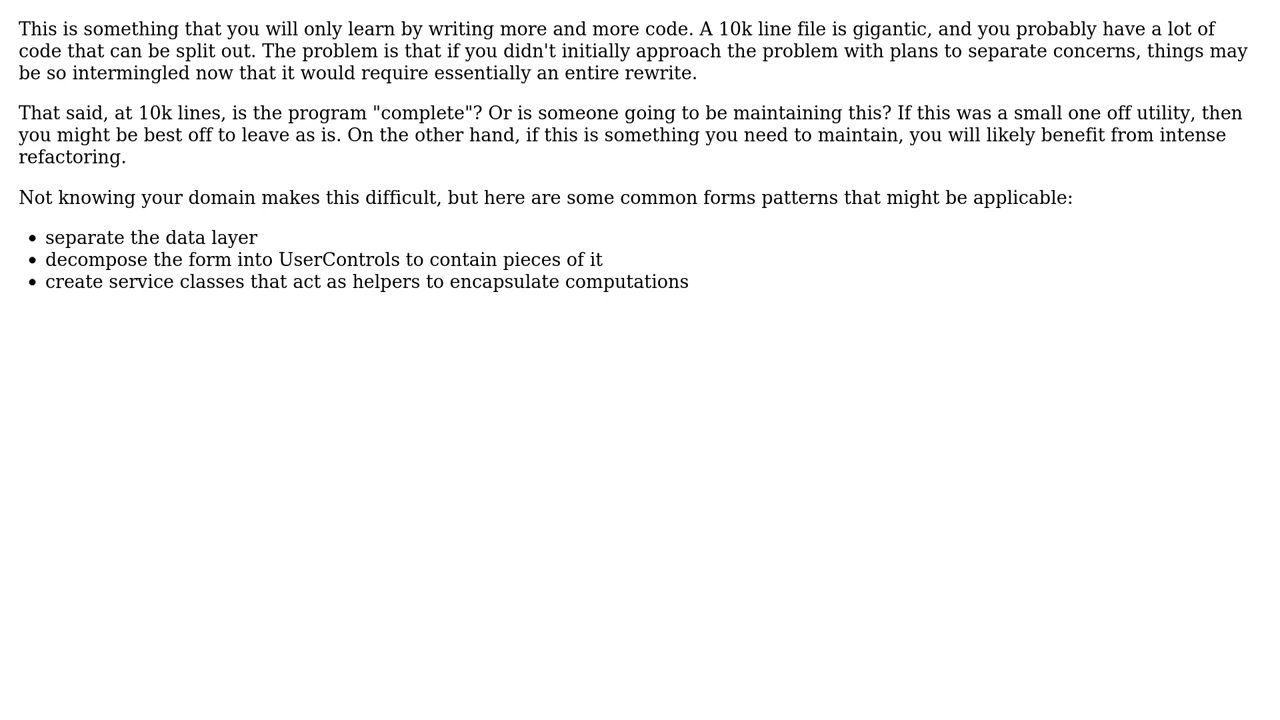 This is something that you will only learn by writing more and more code. A 10k line file is gigantic, and you probably have a lot of
code that can be split out. The problem is that if you didn't initially approach the problem with plans to separate concerns, things may
be so intermingled now that it would require essentially an entire rewrite.
That said, at 10k lines, is the program "complete"? Or is someone going to be maintaining this? If this was a small one off utility, then
you might be best off to leave as is. On the other hand, if this is something you need to maintain, you will likely benefit from intense
refactoring.
Not knowing your domain makes this difficult, but here are some common forms patterns that might be applicable:
• separate the data layer
• decompose the form into UserControls to contain pieces of it
• create service classes that act as helpers to encapsulate computations